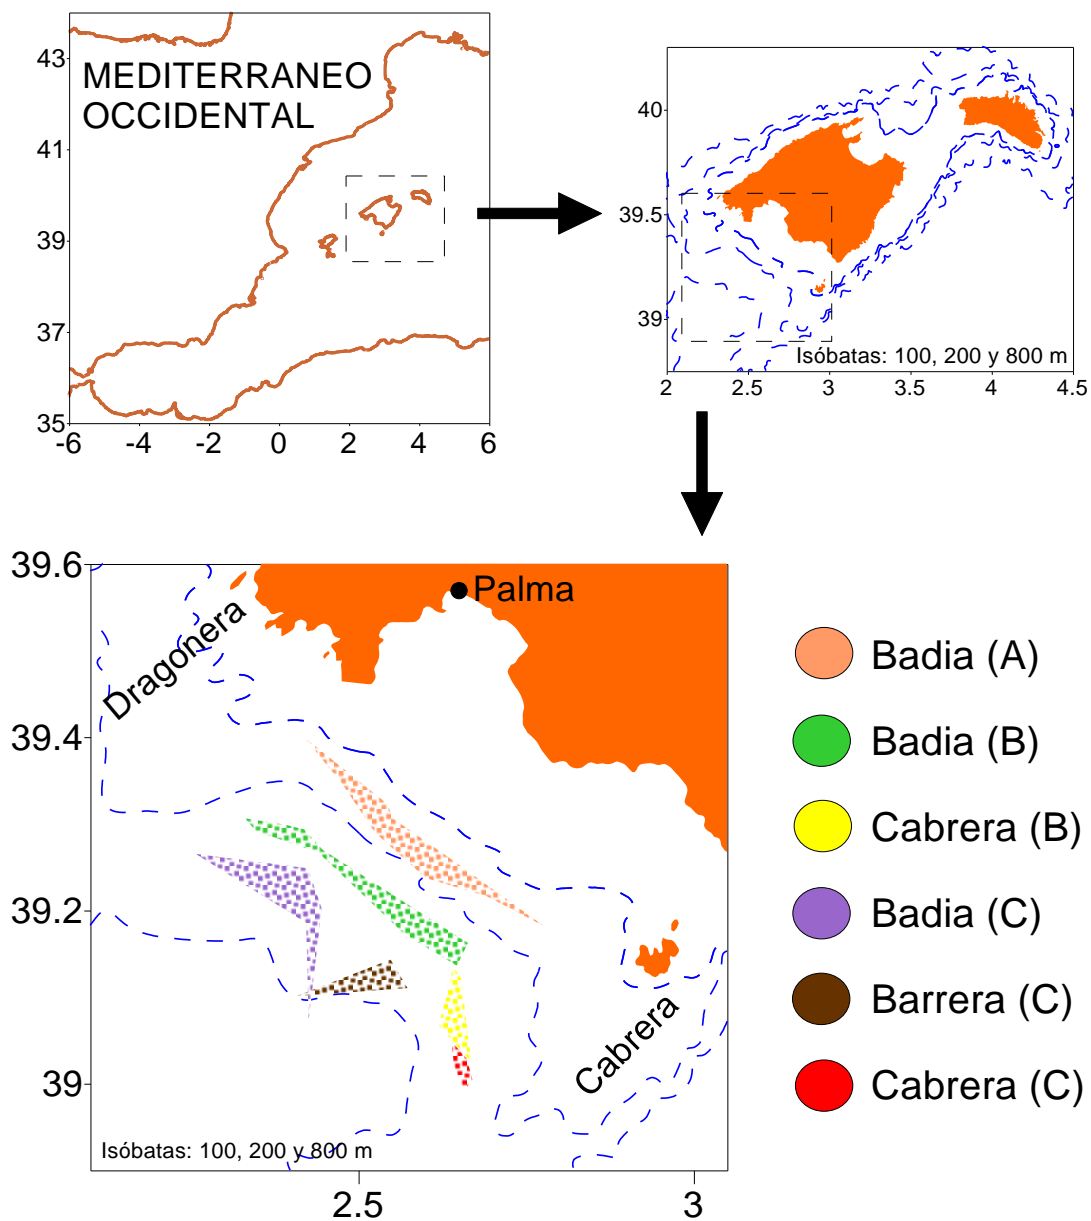 MEDITERRANEO
OCCIDENTAL
43
41
39
37
35
-6 -4 -2 0 2 4 6
40
39.5
39
Isóbatas: 100, 200 y 800 m
2 2.5 3 3.5 4 4.5
39.6
39.4
39.2
39
Palma
Dragonera
Cabrera
Isóbatas: 100, 200 y 800 m
2.5 3
Badia (A)
Badia (B)
Cabrera (B)
Badia (C)
Barrera (C)
Cabrera (C)